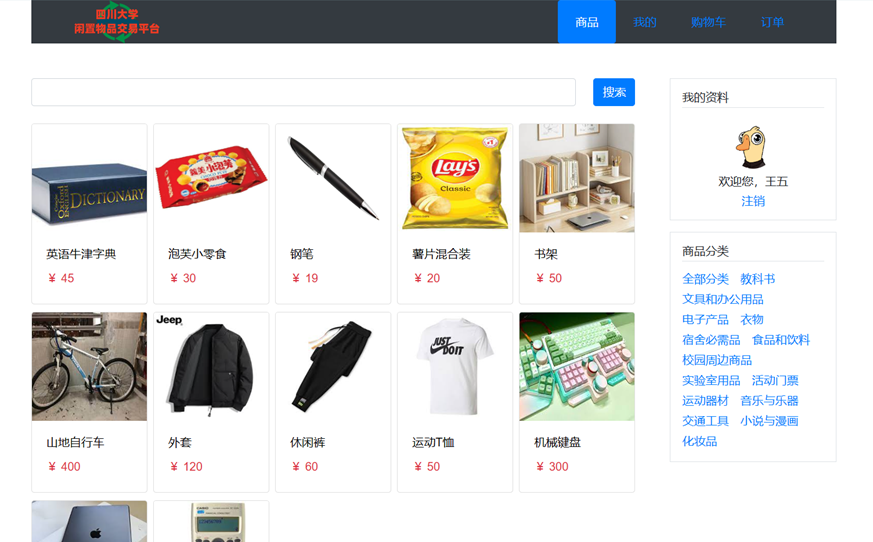 四川大学
闲置物品交易平台
商品 我的 购物车 订单
搜索
我的资料
欢迎您，王五
注销
DICTIONARY
Lay's
Classic
英语牛津字典 泡芙小零食 钢笔 薯片混合装 书架
¥ 45 ¥ 30 ¥ 19 ¥ 20 ¥ 50
商品分类
全部分类 教科书
文具和办公用品
电子产品 衣物
宿舍必需品 食品和饮料
校园周边商品
实验室用品 活动门票
运动器材 音乐与乐器
交通工具 小说与漫画
化妆品
Jeep
JUST
DO IT
山地自行车 外套 休闲裤 运动T恤 机械键盘
¥ 400 ¥ 120 ¥ 60 ¥ 50 ¥ 300
CASIO